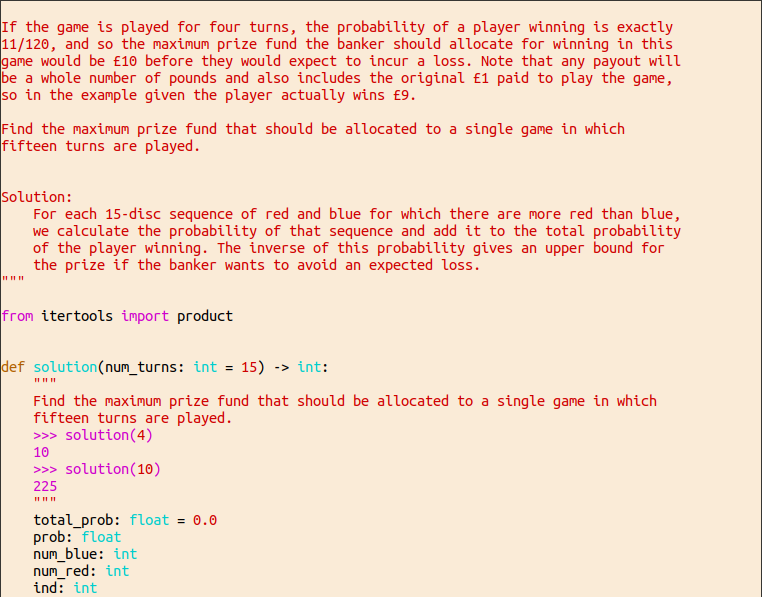 If the game is played for four turns, the probability of a player winning is exactly
11/120, and so the maximum prize fund the banker should allocate for winning in this
game would be £10 before they would expect to incur a loss. Note that any payout will
be a whole number of pounds and also includes the original £1 paid to play the game,
so in the example given the player actually wins £9.

Find the maximum prize fund that should be allocated to a single game in which
fifteen turns are played.


Solution:
    For each 15-disc sequence of red and blue for which there are more red than blue,
    we calculate the probability of that sequence and add it to the total probability
    of the player winning. The inverse of this probability gives an upper bound for
    the prize if the banker wants to avoid an expected loss.
"""

from itertools import product


def solution(num_turns: int = 15) -> int:
    """
    Find the maximum prize fund that should be allocated to a single game in which
    fifteen turns are played.
    >>> solution(4)
    10
    >>> solution(10)
    225
    """
    total_prob: float = 0.0
    prob: float
    num_blue: int
    num_red: int
    ind: int